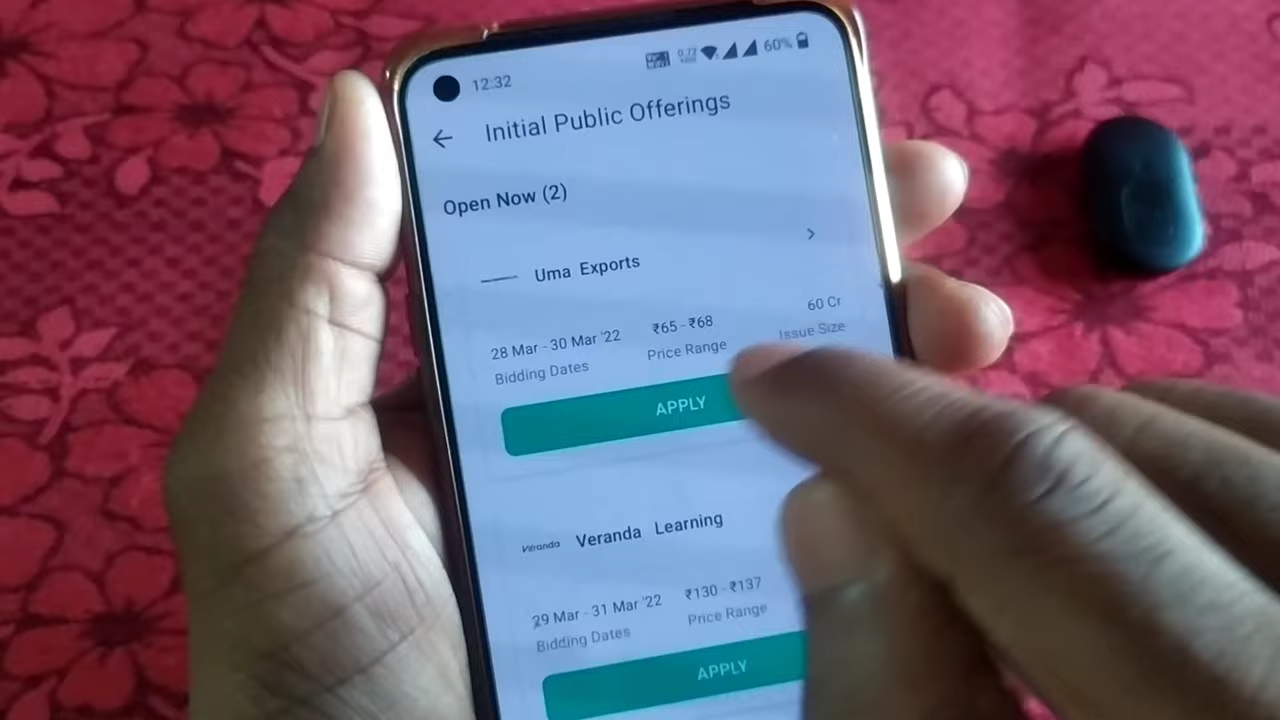 12:32
60%
Initial Public Offerings
Open Now (2)
Uma Exports
28 Mar - 30 Mar '22
₹65 - ₹68
60 Cr
Bidding Dates
Price Range
Issue Size
APPLY
Veranda
Veranda Learning
29 Mar - 31 Mar '22
₹130 - ₹137
Bidding Dates
Price Range
APPLY